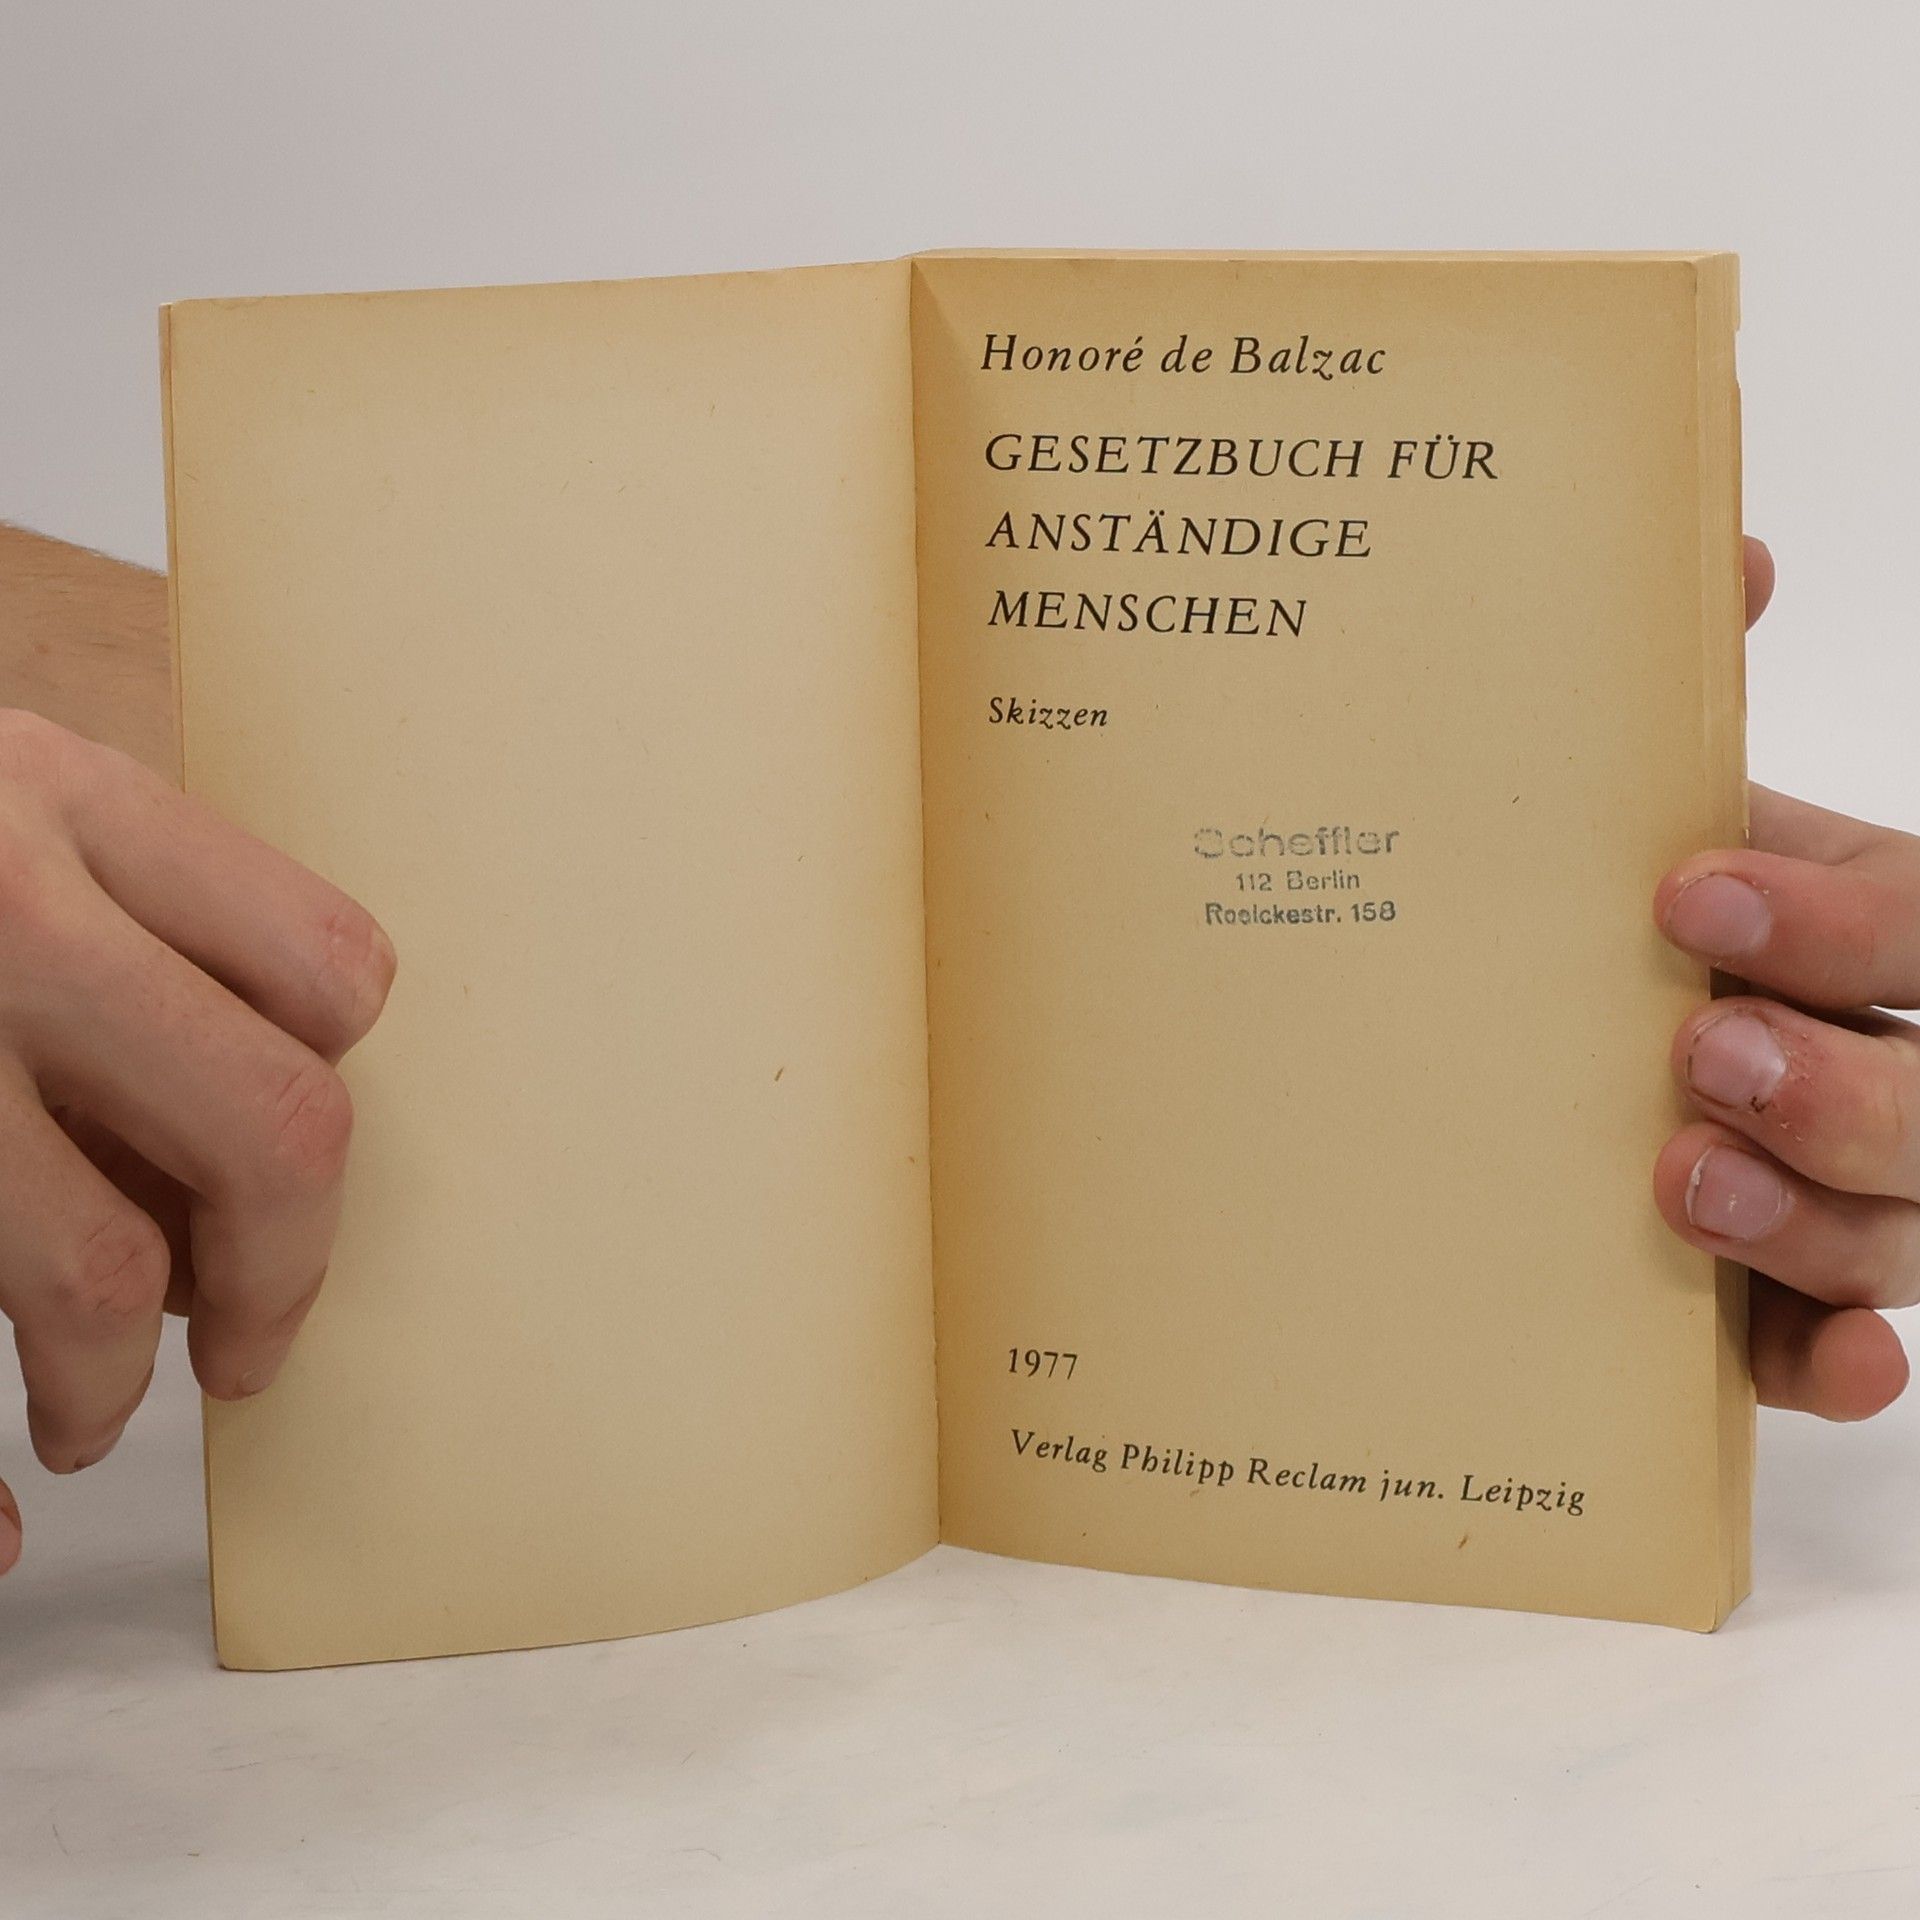 Honoré de Balzac
GESETZBUCH FÜR
ANSTÄNDIGE
MENSCHEN
Skizzen
Scheffler
112 Berlin
Roelckestr. 158
1977
Verlag Philipp Reclam jun. Leipzig